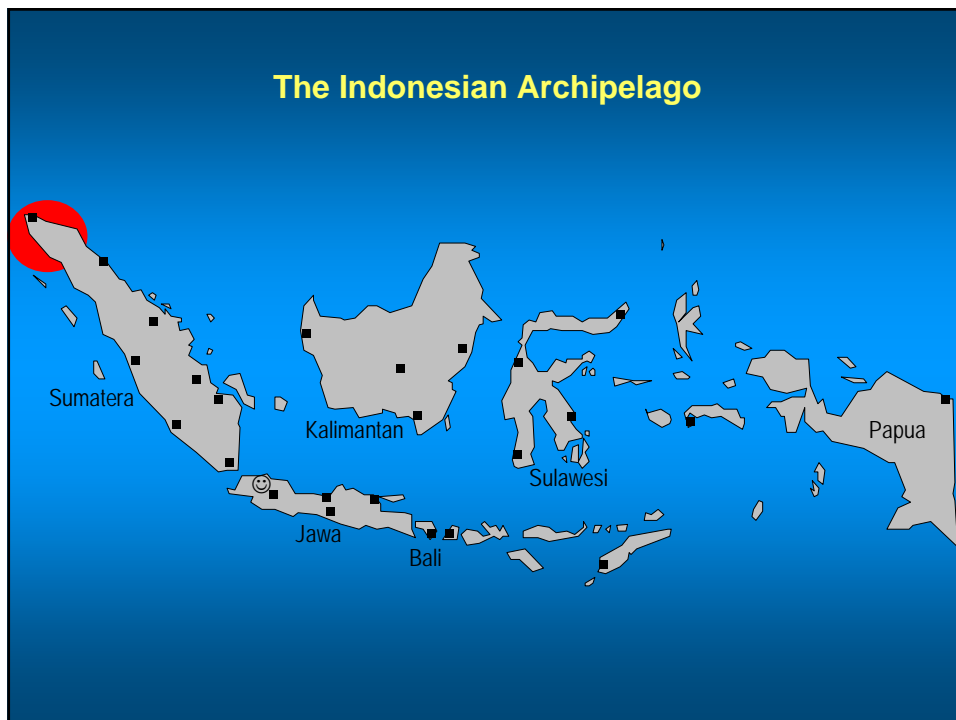 The Indonesian Archipelago
Sumatera
Kalimantan
Papua
Sulawesi
Jawa
Bali